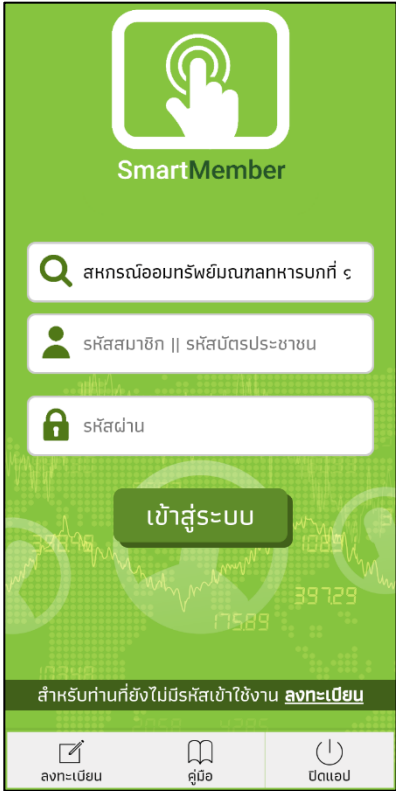 SmartMember
สหกรณ์ออมทรัพย์มณฑลทหารบกที่
รหัสสมาชิก || รหัสบัตรประชาชน
รหัสผ่าน
เข้าสู่ระบบ
397.29
175.89
สำหรับท่านที่ยังไม่มีรหัสเข้าใช้งาน ลงทะเบียน
ลงทะเบียน
คู่มือ
ปิดแอป